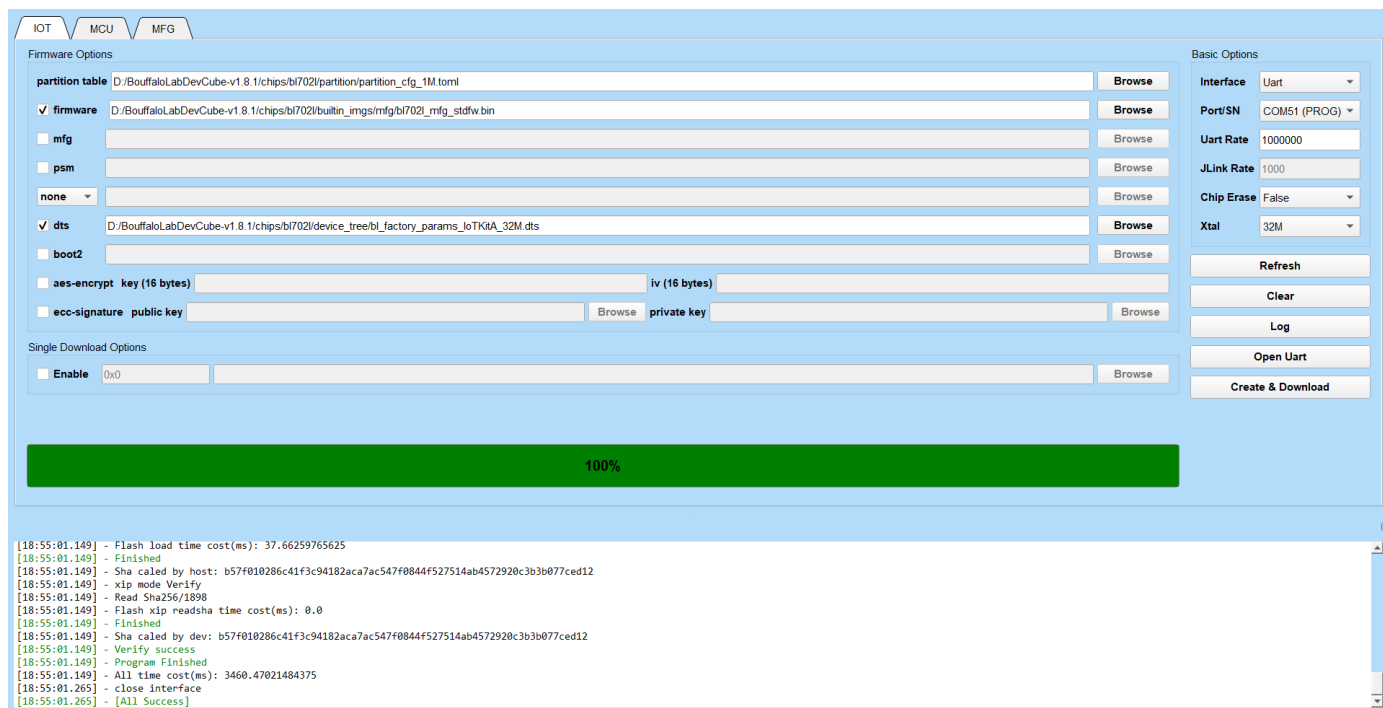 IOT MCU MFG
Firmware Options
partition table D:/BouffaloLabDevCube-v1.8.1/chips/bl702l/partition/partition_cfg_1M.toml Browse
firmware D:/BouffaloLabDevCube-v1.8.1/chips/bl702l/builtin_imgs/mfg/bl702l_mfg_stdfw.bin Browse
mfg Browse
psm Browse
none Browse
dts D:/BouffaloLabDevCube-v1.8.1/chips/bl702l/device_tree/bl_factory_params_IoTKitA_32M.dts Browse
boot2 Browse
aes-encrypt key (16 bytes) iv (16 bytes)
ecc-signature public key Browse private key Browse
Single Download Options
Enable 0x0 Browse
100%
Basic Options
Interface Uart
Port/SN COM51 (PROG)
Uart Rate 1000000
JLink Rate 1000
Chip Erase False
Xtal 32M
Refresh
Clear
Log
Open Uart
Create & Download
[18:55:01.149] - Flash load time cost(ms): 37.66259765625
[18:55:01.149] - Finished
[18:55:01.149] - Sha caled by host: b57f010286c41f3c94182aca7ac547f0844f527514ab4572920c3b3b077ced12
[18:55:01.149] - xip mode Verify
[18:55:01.149] - Read Sha256/1898
[18:55:01.149] - Flash xip readsha time cost(ms): 0.0
[18:55:01.149] - Finished
[18:55:01.149] - Sha caled by dev: b57f010286c41f3c94182aca7ac547f0844f527514ab4572920c3b3b077ced12
[18:55:01.149] - Verify success
[18:55:01.149] - Program Finished
[18:55:01.149] - All time cost(ms): 3460.47021484375
[18:55:01.265] - close interface
[18:55:01.265] - [All Success]